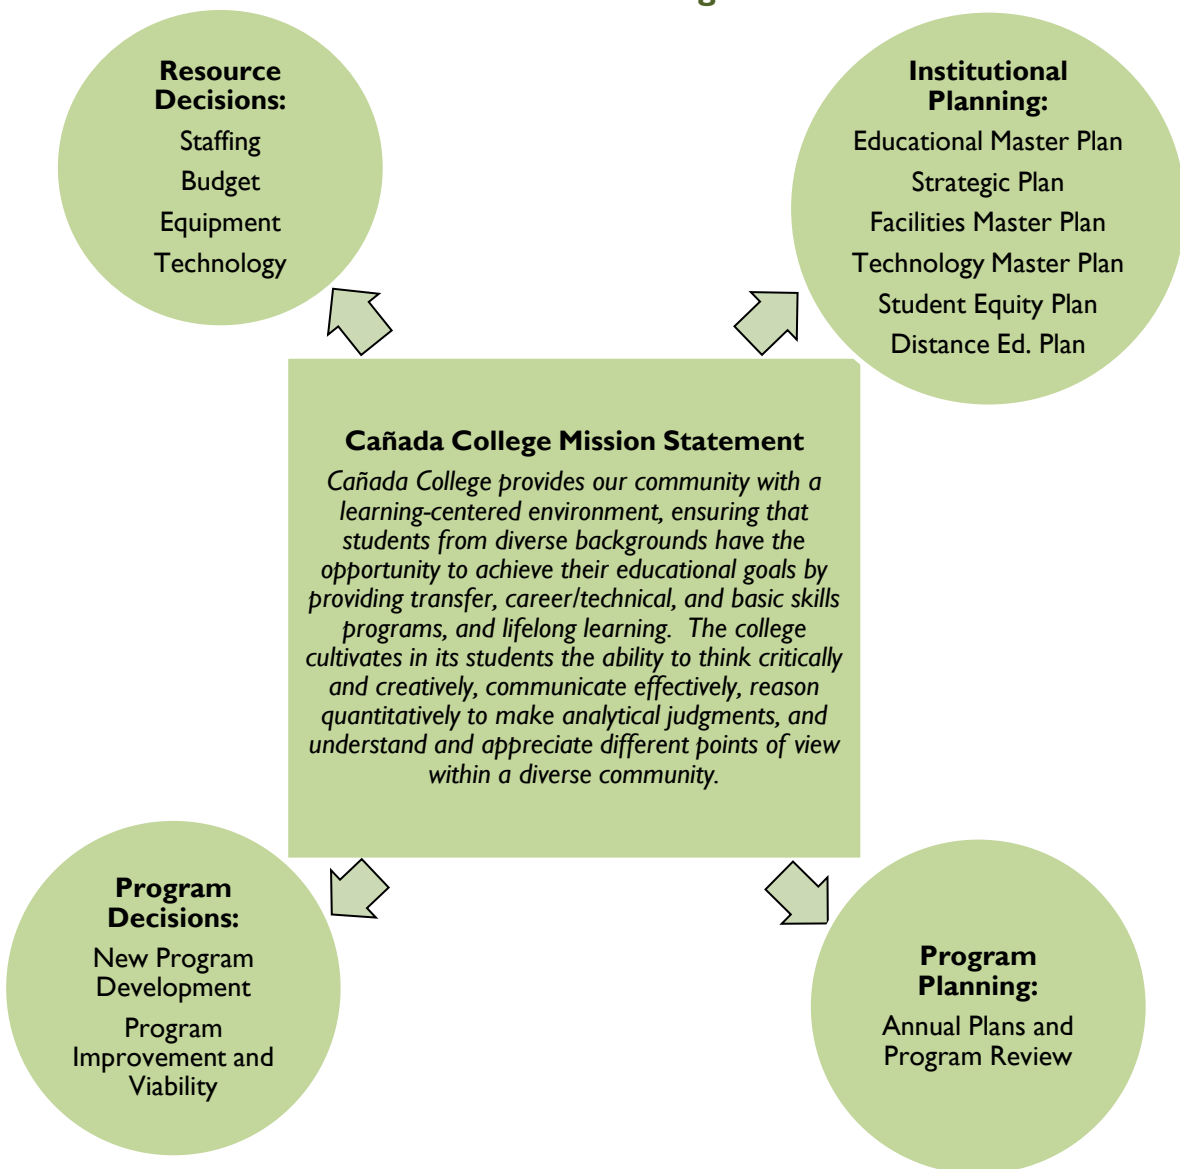 Resource
Decisions:
Staffing
Budget
Equipment
Technology
Institutional
Planning:
Educational Master Plan
Strategic Plan
Facilities Master Plan
Technology Master Plan
Student Equity Plan
Distance Ed. Plan
Cañada College Mission Statement
Cañada College provides our community with a
learning-centered environment, ensuring that
students from diverse backgrounds have the
opportunity to achieve their educational goals by
providing transfer, career/technical, and basic skills
programs, and lifelong learning.  The college
cultivates in its students the ability to think critically
and creatively, communicate effectively, reason
quantitatively to make analytical judgments, and
understand and appreciate different points of view
within a diverse community.
Program
Decisions:
New Program
Development
Program
Improvement and
Viability
Program
Planning:
Annual Plans and
Program Review